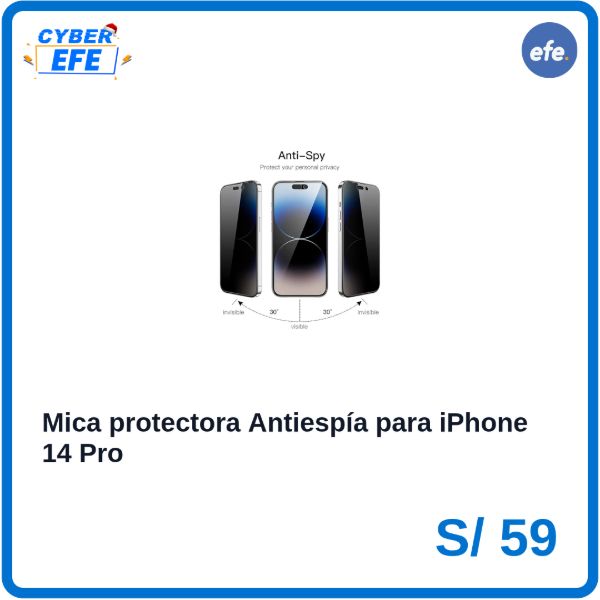 CYBER
EFE
efe.
Anti-Spy
Protect your personal privacy
invisible
30°
30°
invisible
visible
Mica protectora Antiespía para iPhone
14 Pro
S/ 59